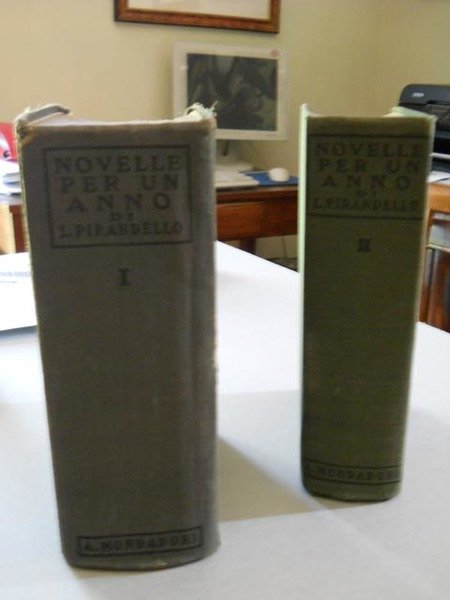 NOVELLE
PER UN
ANNO
DI
L. PIRANDELLO
I
A. MONDADORI
NOVELLE
PER UN
ANNO
DI
L. PIRANDELLO
II
A. MONDADORI